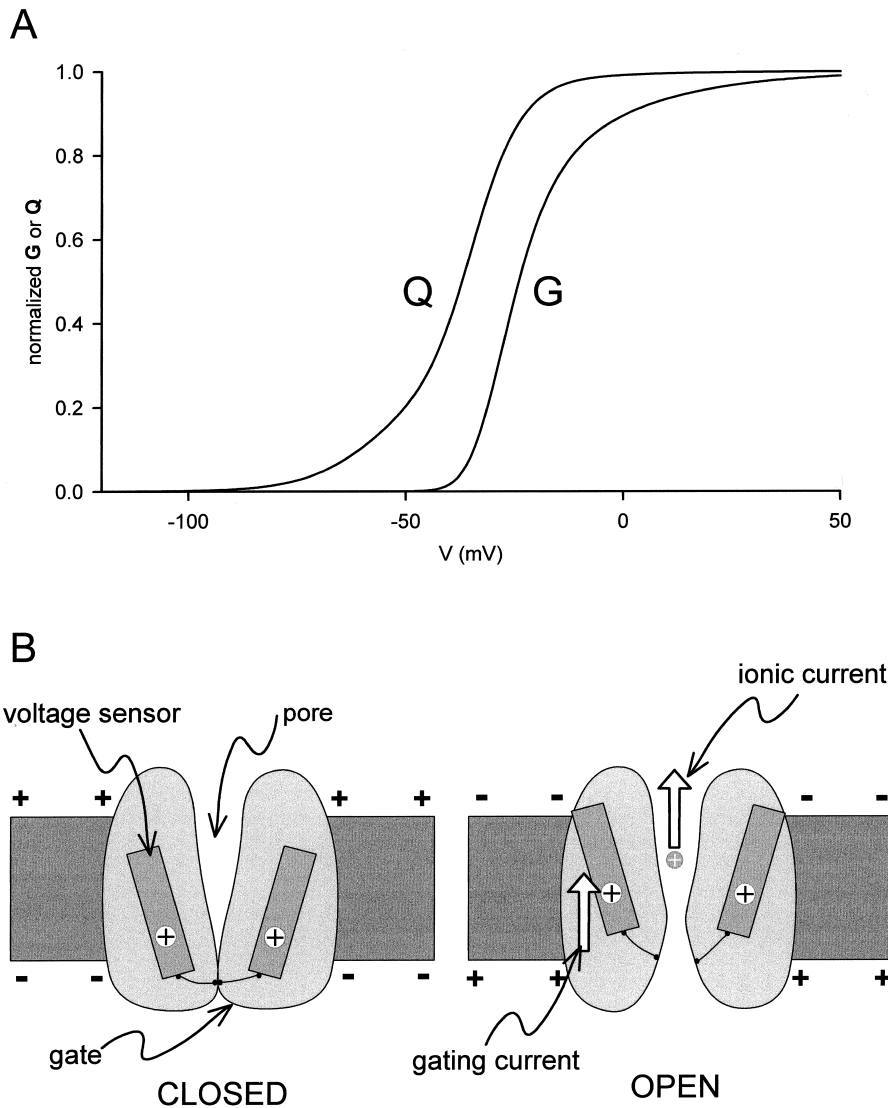 A
normalized G or Q
1.0
0.8
0.6
0.4
0.2
0.0
Q
G
-100
-50
0
50
V (mV)
B
voltage sensor
pore
ionic current
+ + + +
- - - -
+ +
+
+ +
- - - -
+ + + +
gate
gating current
CLOSED
OPEN